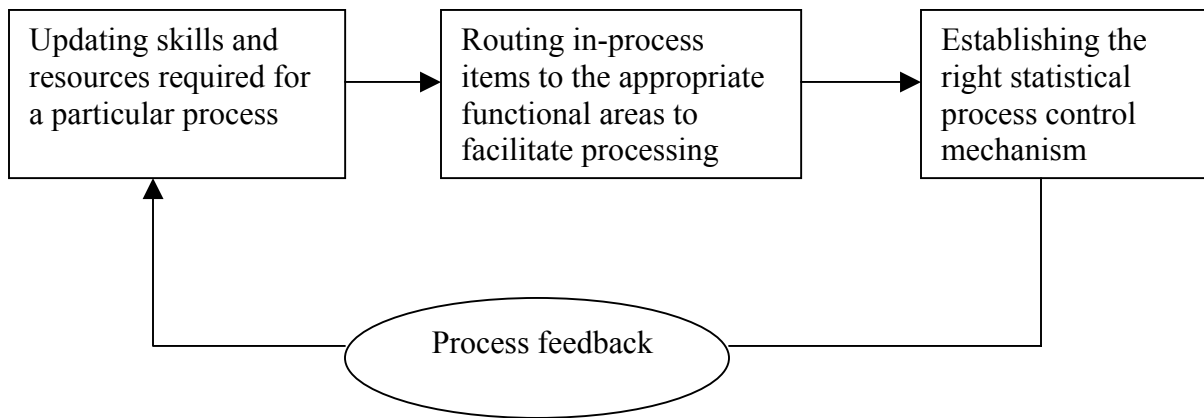 Updating skills and
resources required for
a particular process
Routing in-process
items to the appropriate
functional areas to
facilitate processing
Establishing the
right statistical
process control
mechanism
Process feedback